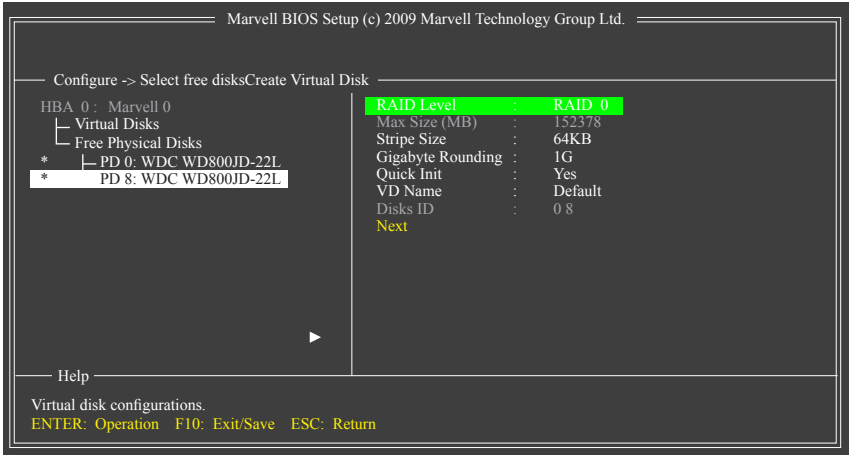 Marvell BIOS Setup (c) 2009 Marvell Technology Group Ltd.
Configure -> Select free disksCreate Virtual Disk
HBA 0 : Marvell 0
Virtual Disks
Free Physical Disks
* PD 0: WDC WD800JD-22L
* PD 8: WDC WD800JD-22L
RAID Level : RAID 0
Max Size (MB) : 152378
Stripe Size : 64KB
Gigabyte Rounding : 1G
Quick Init : Yes
VD Name : Default
Disks ID : 0 8
Next
Help
Virtual disk configurations.
ENTER: Operation F10: Exit/Save ESC: Return